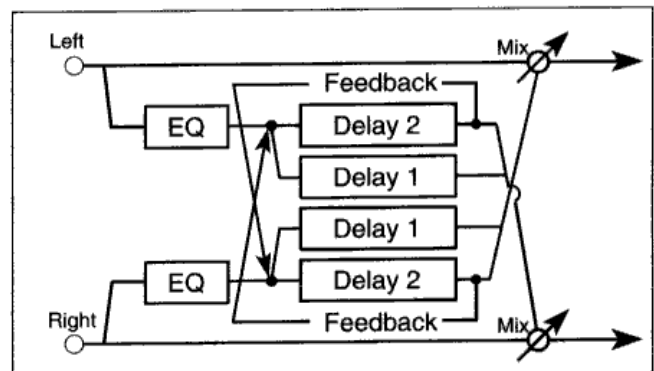 Left
Mix
Feedback
EQ
Delay 2
Delay 1
Delay 1
EQ
Delay 2
Right
Feedback
Mix